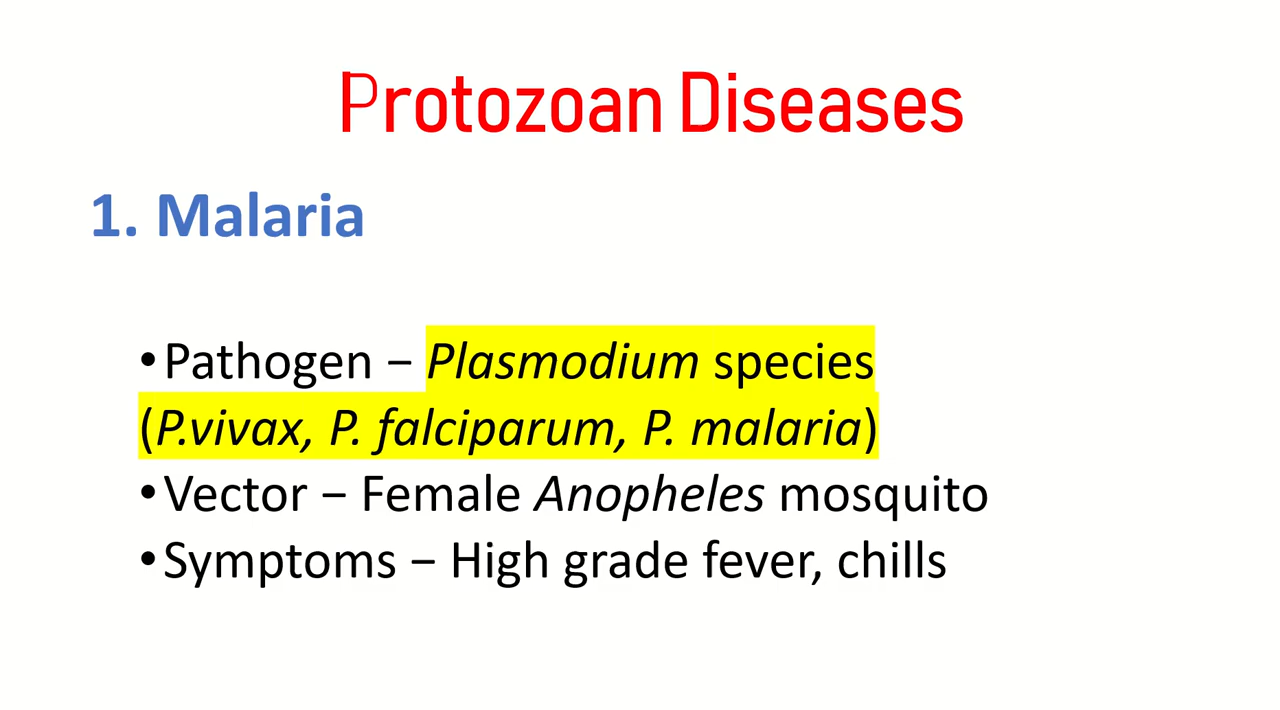 Protozoan Diseases
1. Malaria
•Pathogen – Plasmodium species
(P.vivax, P. falciparum, P. malaria)
•Vector – Female Anopheles mosquito
•Symptoms – High grade fever, chills